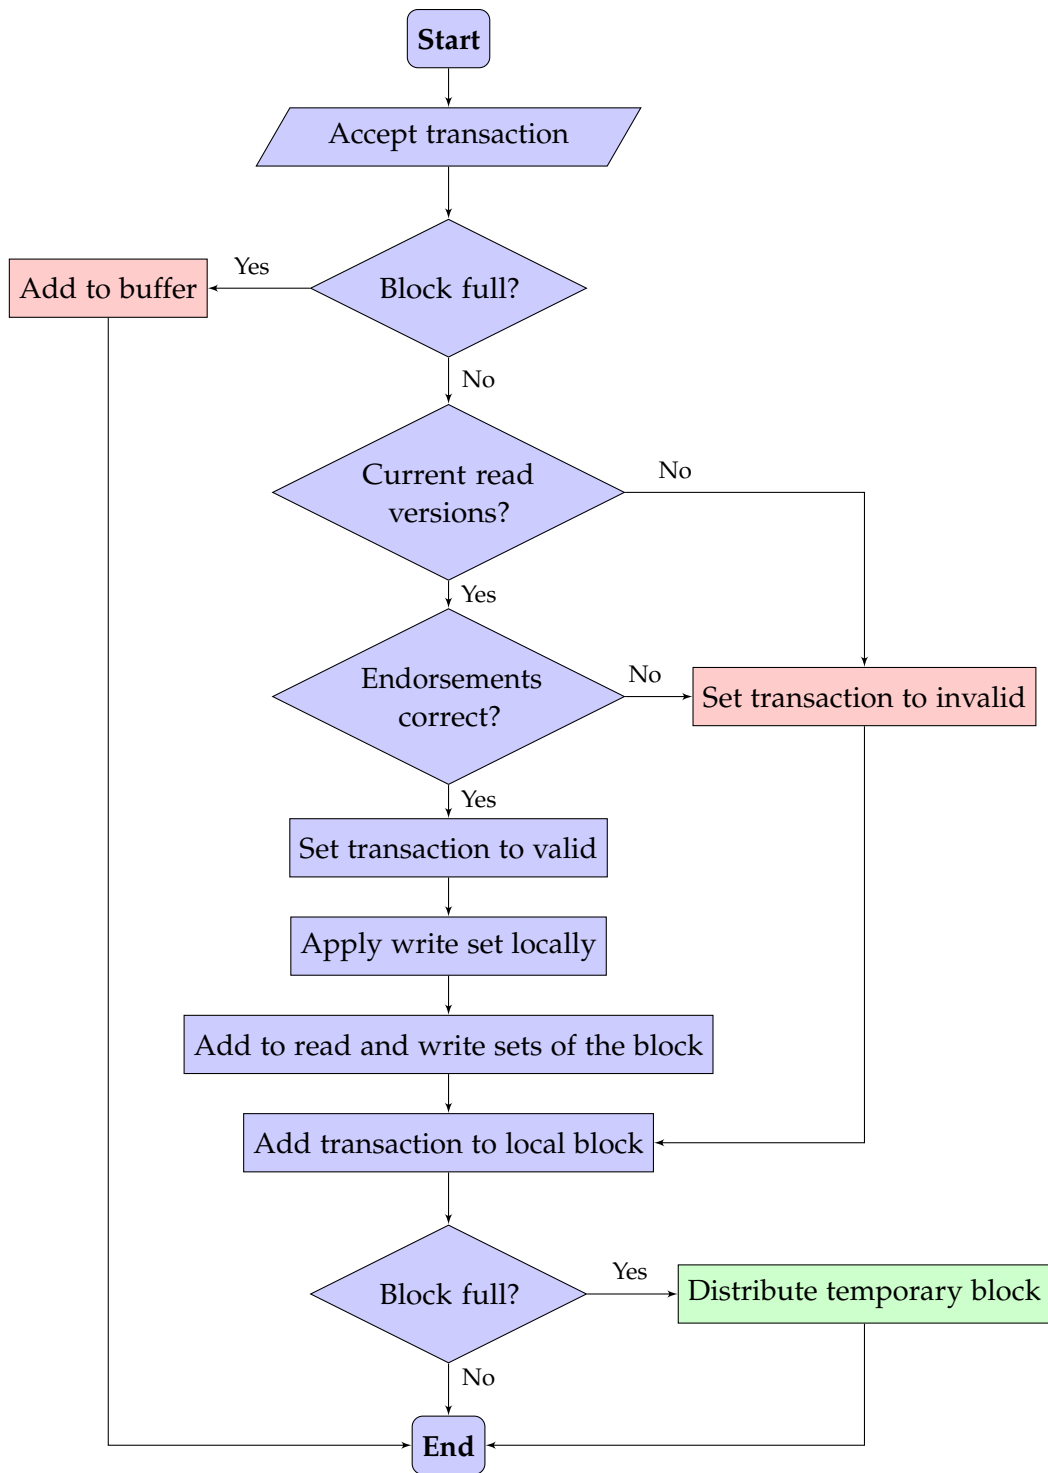 Start
Accept transaction
Block full?
Yes
Add to buffer
No
Current read
versions?
No
Yes
Endorsements
correct?
No
Set transaction to invalid
Yes
Set transaction to valid
Apply write set locally
Add to read and write sets of the block
Add transaction to local block
Block full?
Yes
Distribute temporary block
No
End